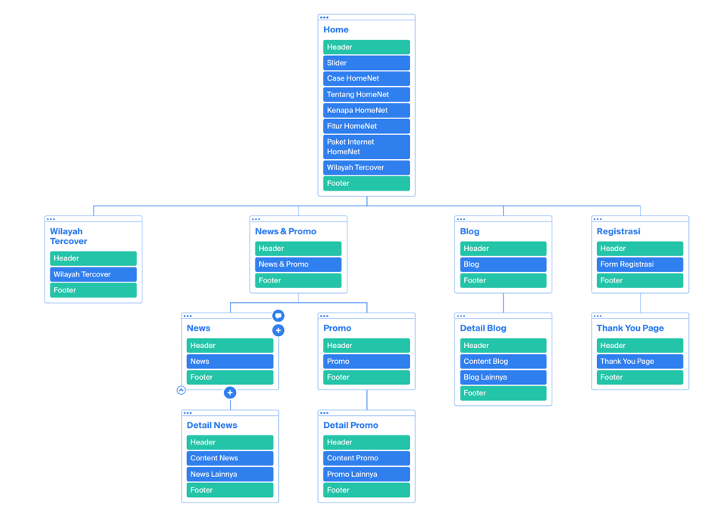 Home
Header
Slider
Case HomeNet
Tentang HomeNet
Kenapa HomeNet
Fitur HomeNet
Paket Internet
HomeNet
Wilayah Tercover
Footer
Wilayah
Tercover
Header
Wilayah Tercover
Footer
News & Promo
Header
News & Promo
Footer
Blog
Header
Blog
Footer
Registrasi
Header
Form Registrasi
Footer
News
Header
News
Footer
Promo
Header
Promo
Footer
Detail Blog
Header
Content Blog
Blog Lainnya
Footer
Thank You Page
Header
Thank You Page
Footer
Detail News
Header
Content News
News Lainnya
Footer
Detail Promo
Header
Content Promo
Promo Lainnya
Footer